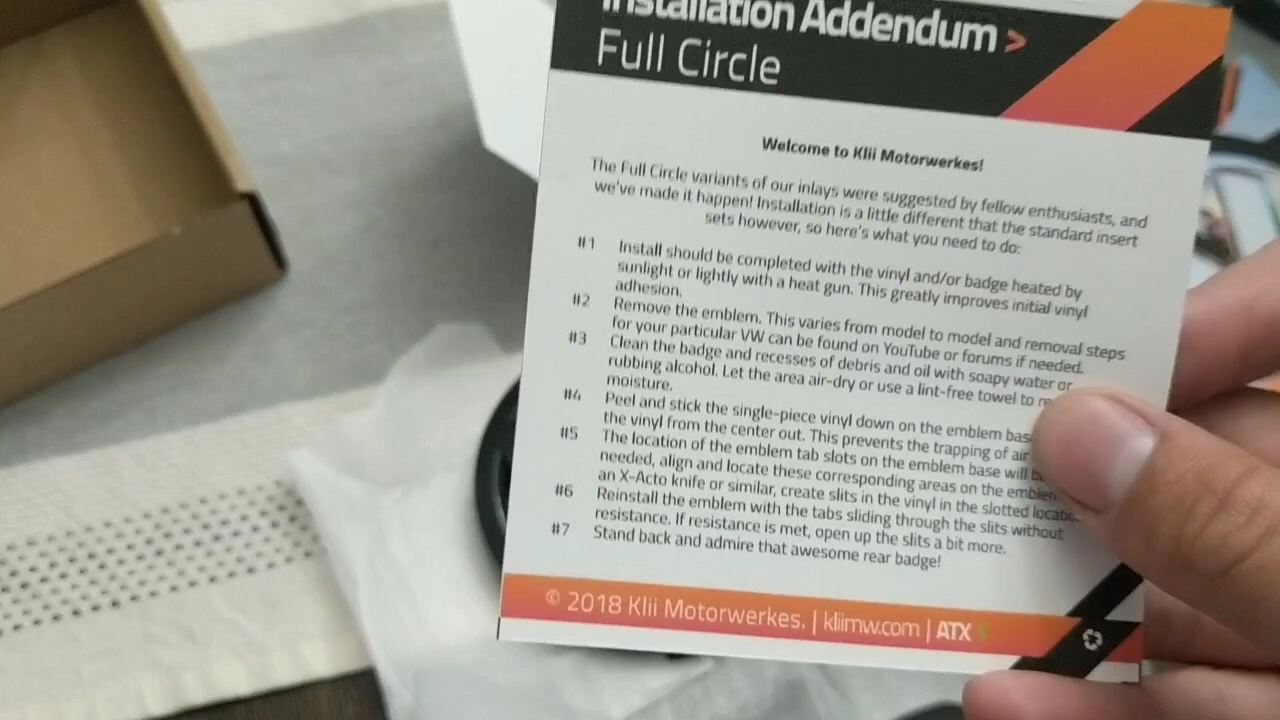 Installation Addendum >
Full Circle
Welcome to Klii Motorwerkes!
The Full Circle variants of our inlays were suggested by fellow enthusiasts, and
we've made it happen! Installation is a little different that the standard insert
sets however, so here's what you need to do:
#1 Install should be completed with the vinyl and/or badge heated by
sunlight or lightly with a heat gun. This greatly improves initial vinyl
adhesion.
#2 Remove the emblem. This varies from model to model and removal steps
for your particular VW can be found on YouTube or forums if needed.
#3 Clean the badge and recesses of debris and oil with soapy water or
rubbing alcohol. Let the area air-dry or use a lint-free towel to
moisture.
#4 Peel and stick the single-piece vinyl down on the emblem
the vinyl from the center out. This prevents the trapping of air
#5 The location of the emblem tab slots on the emblem base will
needed, align and locate these corresponding areas on the
an X-Acto knife or similar, create slits in the vinyl in the slotted
#6 Reinstall the emblem with the tabs sliding through the slits without
resistance. If resistance is met, open up the slits a bit more.
#7 Stand back and admire that awesome rear badge!
© 2018 Klii Motorwerkes. | kliimw.com | ATX